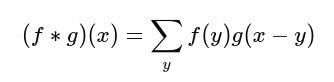 (f * g)(x) = ∑_y f(y)g(x − y)